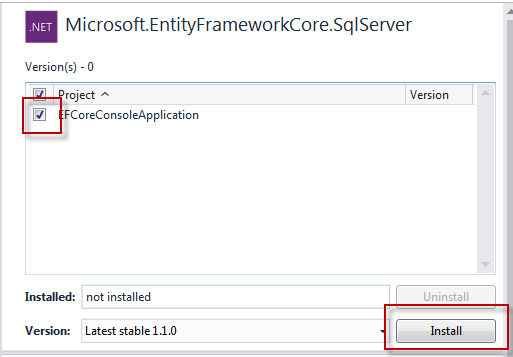 .NET Microsoft.EntityFrameworkCore.SqlServer
Version(s) - 0
Project Version
EFCoreConsoleApplication
Installed: not installed Uninstall
Version: Latest stable 1.1.0 Install